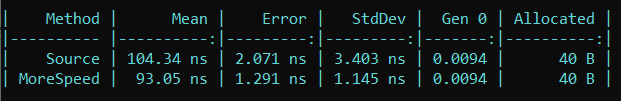 |    Method |      Mean |    Error |   StdDev |  Gen 0 | Allocated |
|---------- |----------:|---------:|---------:|-------:|----------:|
|    Source | 104.34 ns | 2.071 ns | 3.403 ns | 0.0094 |      40 B |
| MoreSpeed |  93.05 ns | 1.291 ns | 1.145 ns | 0.0094 |      40 B |